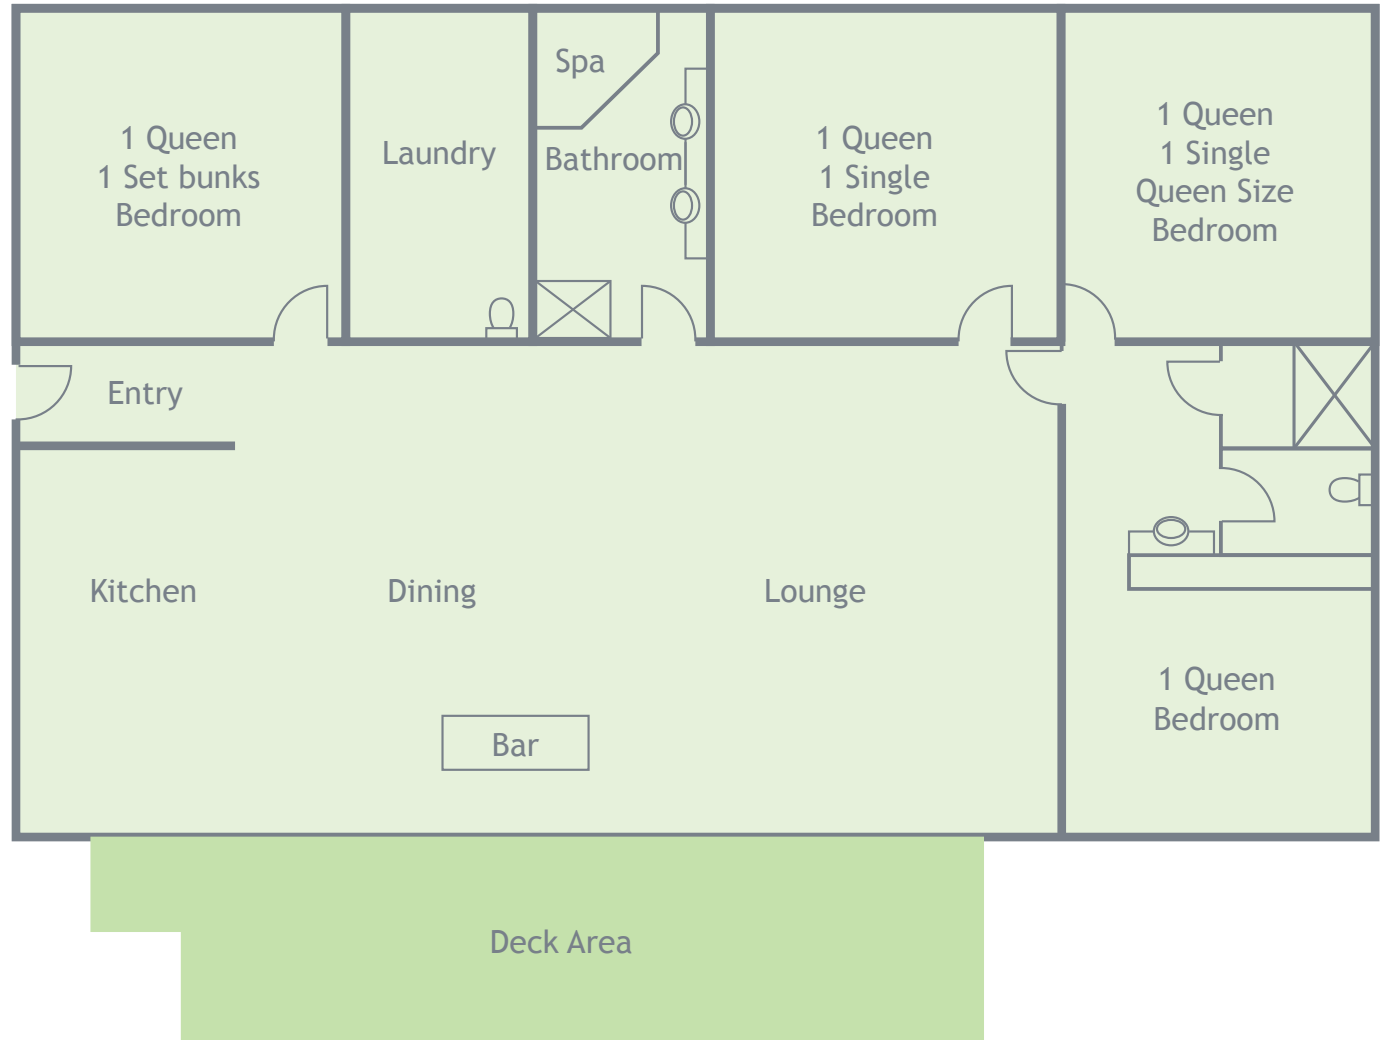 1 Queen
1 Set bunks
Bedroom
Laundry
Spa
Bathroom
1 Queen
1 Single
Bedroom
1 Queen
1 Single
Queen Size
Bedroom
Entry
Kitchen
Dining
Lounge
Bar
1 Queen
Bedroom
Deck Area